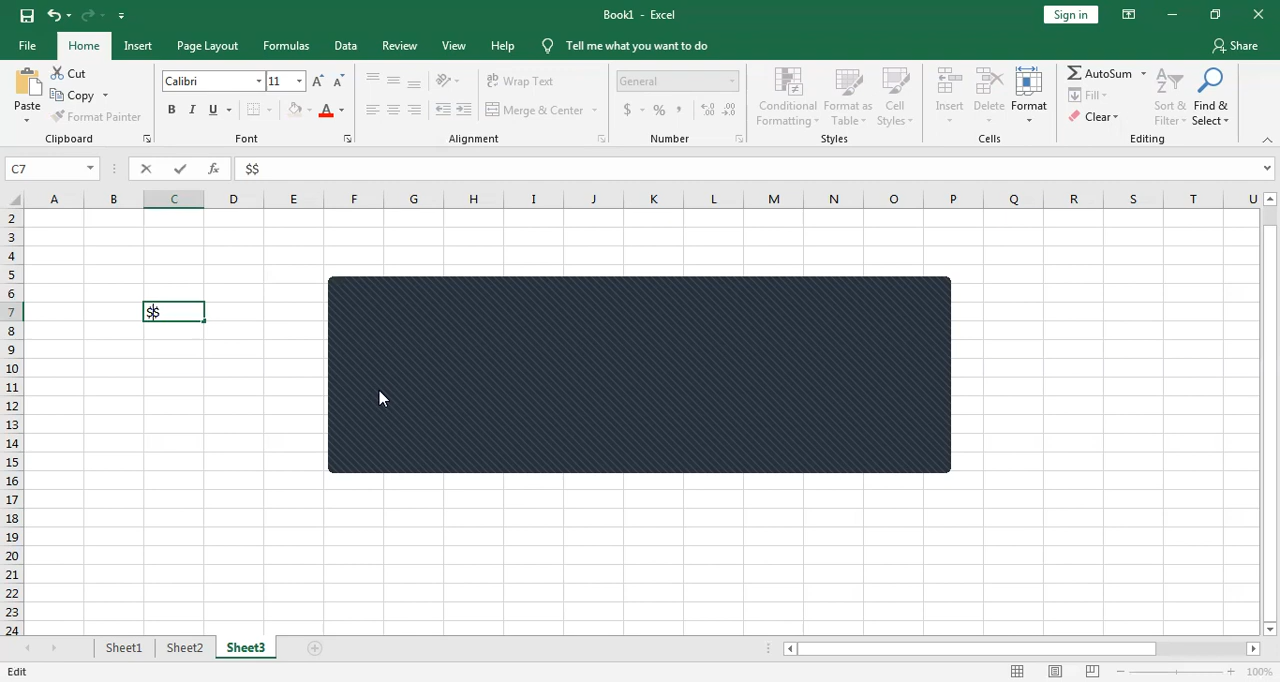 Book1 - Excel
Sign in
File Home Insert Page Layout Formulas Data Review View Help Tell me what you want to do Share
Paste
Cut
Copy
Format Painter
Clipboard
Calibri 11
B I U
Font
Wrap Text
Merge & Center
Alignment
General
$ % ,
Number
Conditional Formatting
Format as Table
Cell Styles
Styles
Insert Delete Format
Cells
AutoSum
Fill
Clear
Sort & Filter
Find & Select
Editing
C7 fx $$
A B C D E F G H I J K L M N O P Q R S T U
2
3
4
5
6
7 $$
8
9
10
11
12
13
14
15
16
17
18
19
20
21
22
23
24
Sheet1 Sheet2 Sheet3
Edit 100%